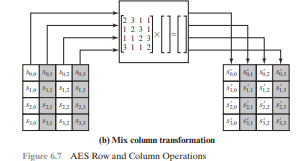 2 3 1 1
1 2 3 1
1 1 2 3
3 1 1 2
× =
s0,0 s0,1 s0,2 s0,3
s1,0 s1,1 s1,2 s1,3
s2,0 s2,1 s2,2 s2,3
s3,0 s3,1 s3,2 s3,3
s'0,0 s'0,1 s'0,2 s'0,3
s'1,0 s'1,1 s'1,2 s'1,3
s'2,0 s'2,1 s'2,2 s'2,3
s'3,0 s'3,1 s'3,2 s'3,3
(b) Mix column transformation
Figure 6.7 AES Row and Column Operations